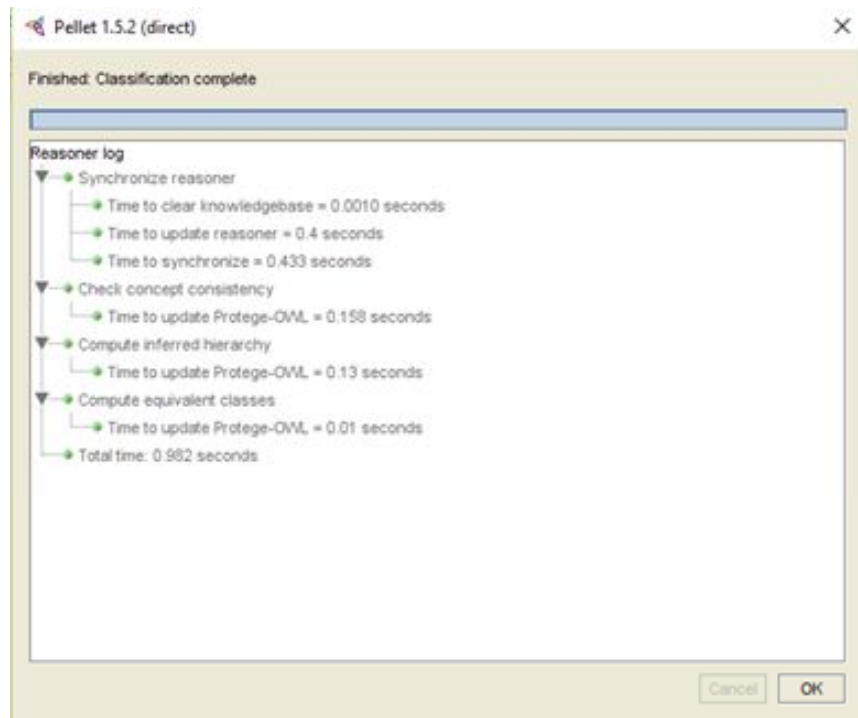 Pellet 1.5.2 (direct)
Finished: Classification complete
Reasoner log
Synchronize reasoner
Time to clear knowledgebase = 0.0010 seconds
Time to update reasoner = 0.4 seconds
Time to synchronize = 0.433 seconds
Check concept consistency
Time to update Protege-OWL = 0.158 seconds
Compute inferred hierarchy
Time to update Protege-OWL = 0.13 seconds
Compute equivalent classes
Time to update Protege-OWL = 0.01 seconds
Total time: 0.982 seconds
Cancel OK